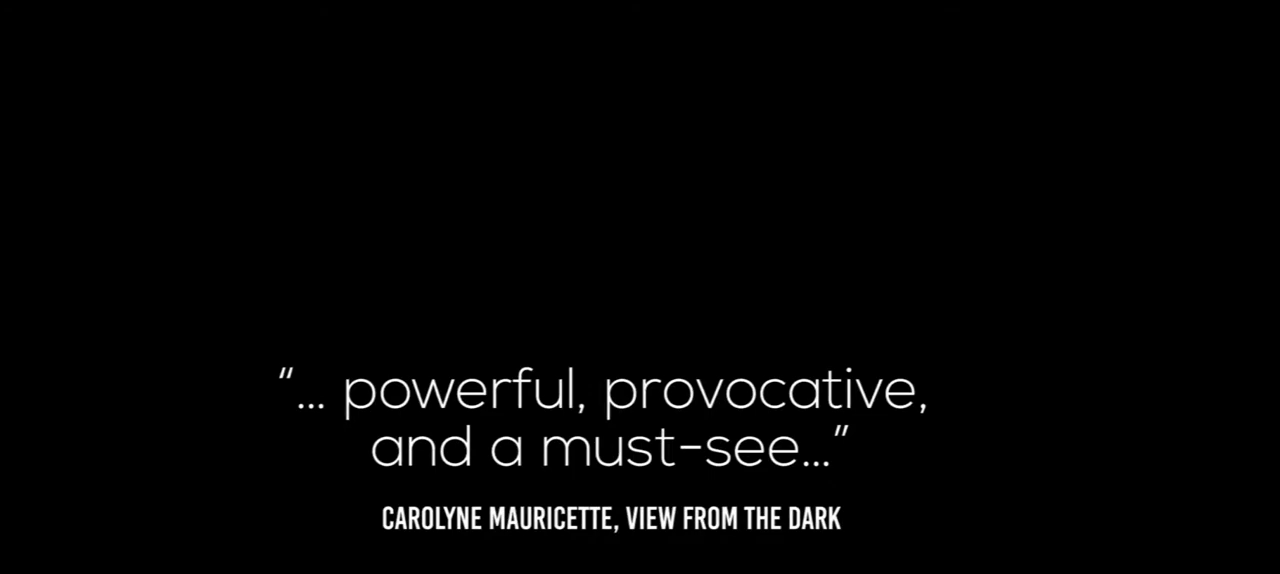 “... powerful, provocative,
and a must-see...”
CAROLYNE MAURICETTE, VIEW FROM THE DARK